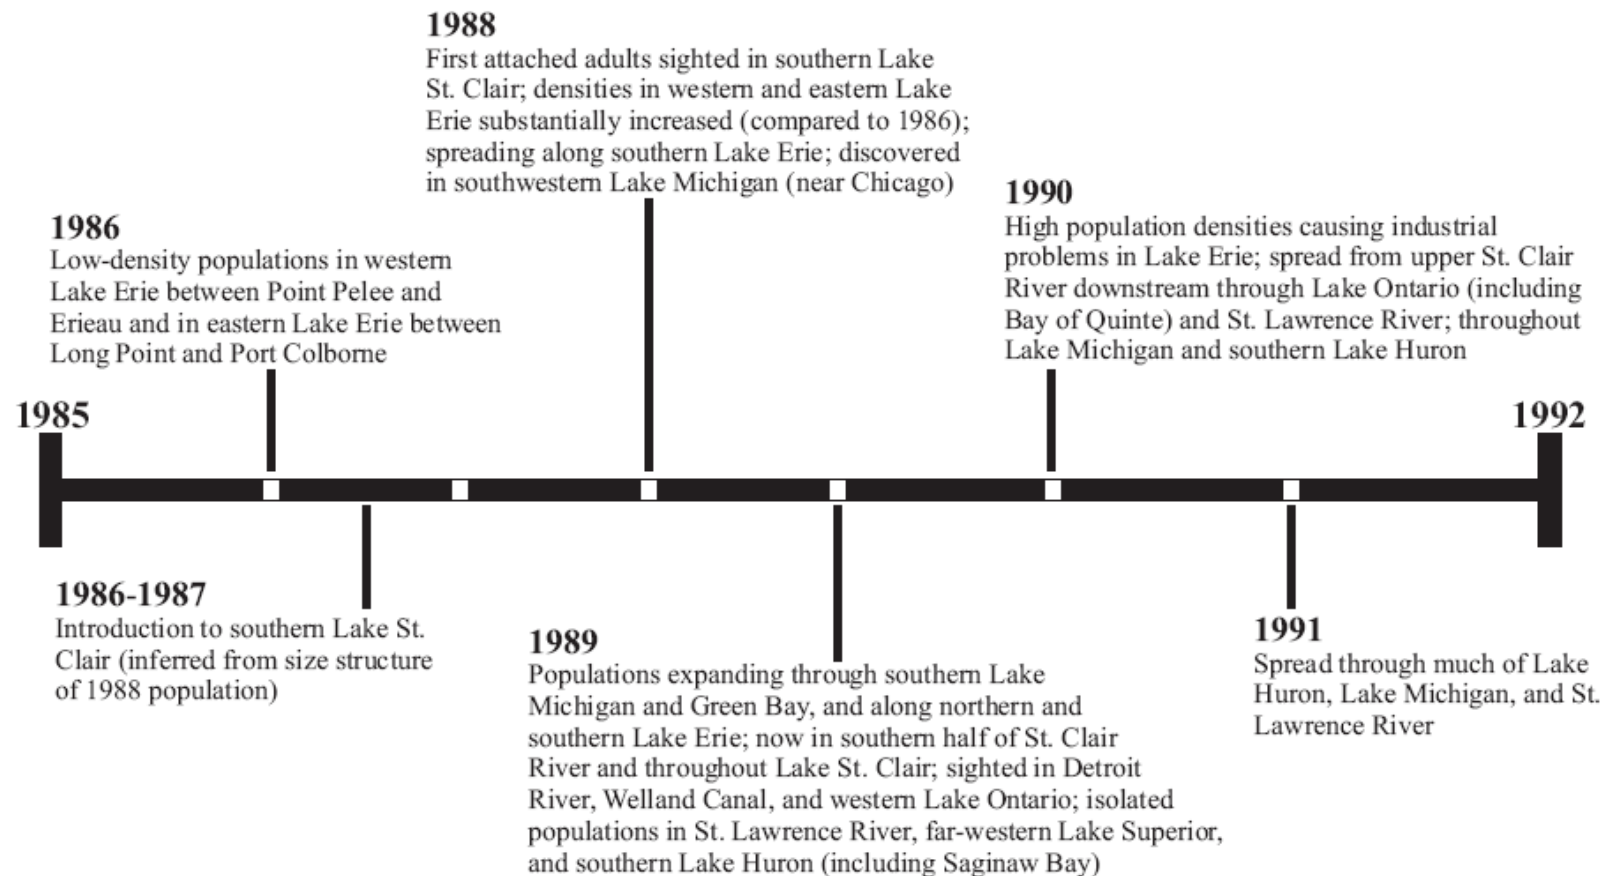 1988
First attached adults sighted in southern Lake
St. Clair; densities in western and eastern Lake
Erie substantially increased (compared to 1986);
spreading along southern Lake Erie; discovered
in southwestern Lake Michigan (near Chicago)
1990
High population densities causing industrial
problems in Lake Erie; spread from upper St. Clair
River downstream through Lake Ontario (including
Bay of Quinte) and St. Lawrence River; throughout
Lake Michigan and southern Lake Huron
1986
Low-density populations in western
Lake Erie between Point Pelee and
Erieau and in eastern Lake Erie between
Long Point and Port Colborne
1985
1992
1986-1987
Introduction to southern Lake St.
Clair (inferred from size structure
of 1988 population)
1989
Populations expanding through southern Lake
Michigan and Green Bay, and along northern and
southern Lake Erie; now in southern half of St. Clair
River and throughout Lake St. Clair; sighted in Detroit
River, Welland Canal, and western Lake Ontario; isolated
populations in St. Lawrence River, far-western Lake Superior,
and southern Lake Huron (including Saginaw Bay)
1991
Spread through much of Lake
Huron, Lake Michigan, and St.
Lawrence River